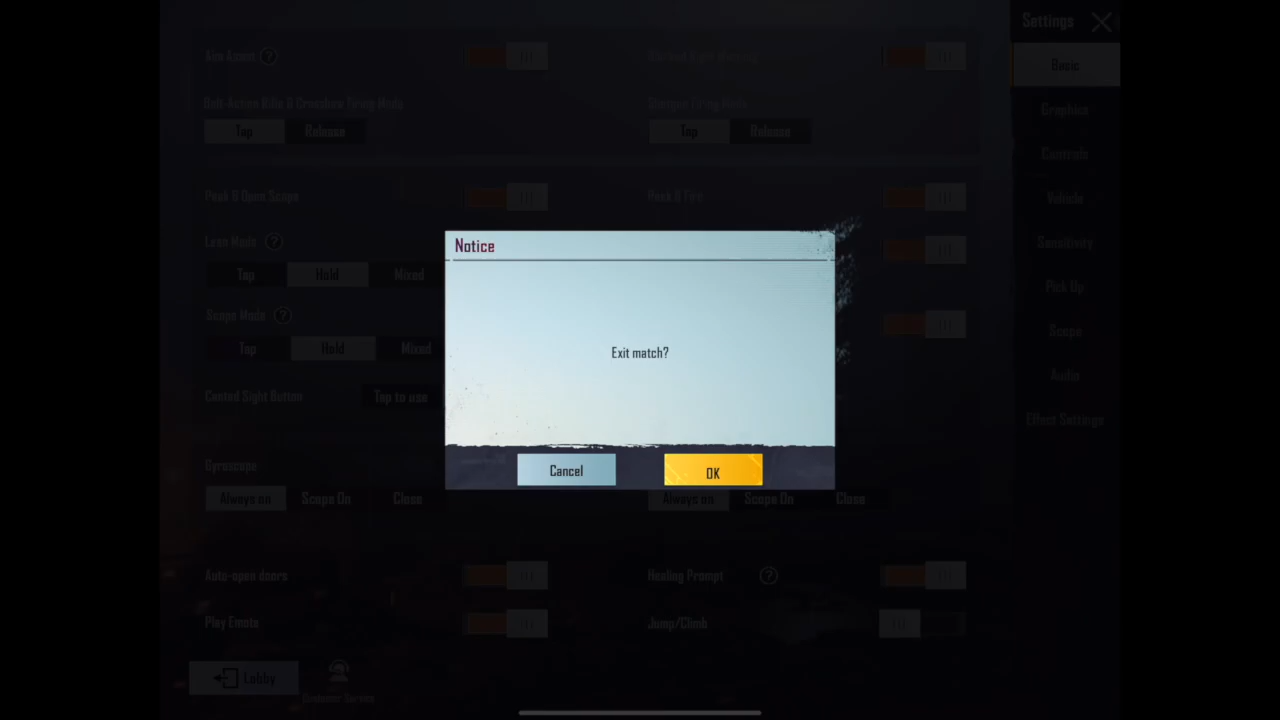 Settings
Aim Assist
Basic
Bolt-Action Rifle & Crossbow Firing Mode
Shotgun Firing Mode
Tap Release
Tap Release
Graphics
Controls
Peek & Open Scope
Peek & Fire
Vehicle
Lean Mode
Sensitivity
Notice
Tap Hold Mixed
Pick Up
Scope Mode
Scope
Tap Hold Mixed
Exit match?
Audio
Canted Sight Button Tap to use
Effect Settings
Gyroscope
Cancel OK
Always on Scope On Close
Always on Scope On Close
Auto-open doors
Healing Prompt
Play Emote
Jump/Climb
Lobby
Customer Service